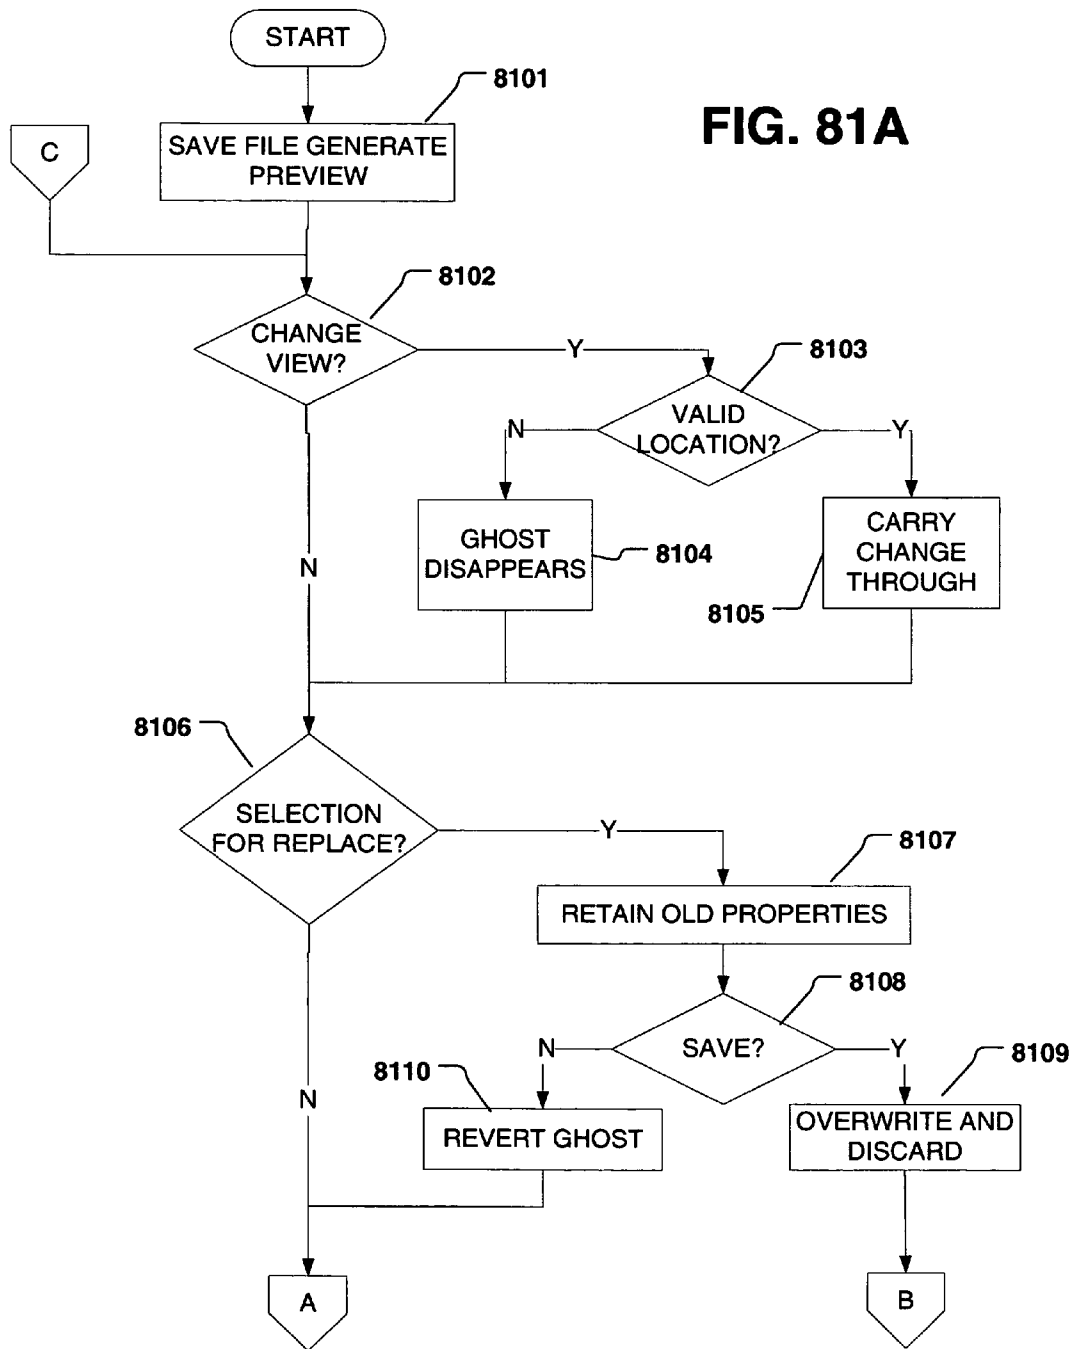 START
8101
FIG. 81A
C
SAVE FILE GENERATE
PREVIEW
8102
CHANGE
VIEW?
Y
8103
VALID
LOCATION?
N
Y
GHOST
DISAPPEARS
8104
CARRY
CHANGE
THROUGH
8105
N
8106
SELECTION
FOR REPLACE?
Y
8107
RETAIN OLD PROPERTIES
8108
SAVE?
N
Y
8109
8110
N
REVERT GHOST
OVERWRITE AND
DISCARD
A
B